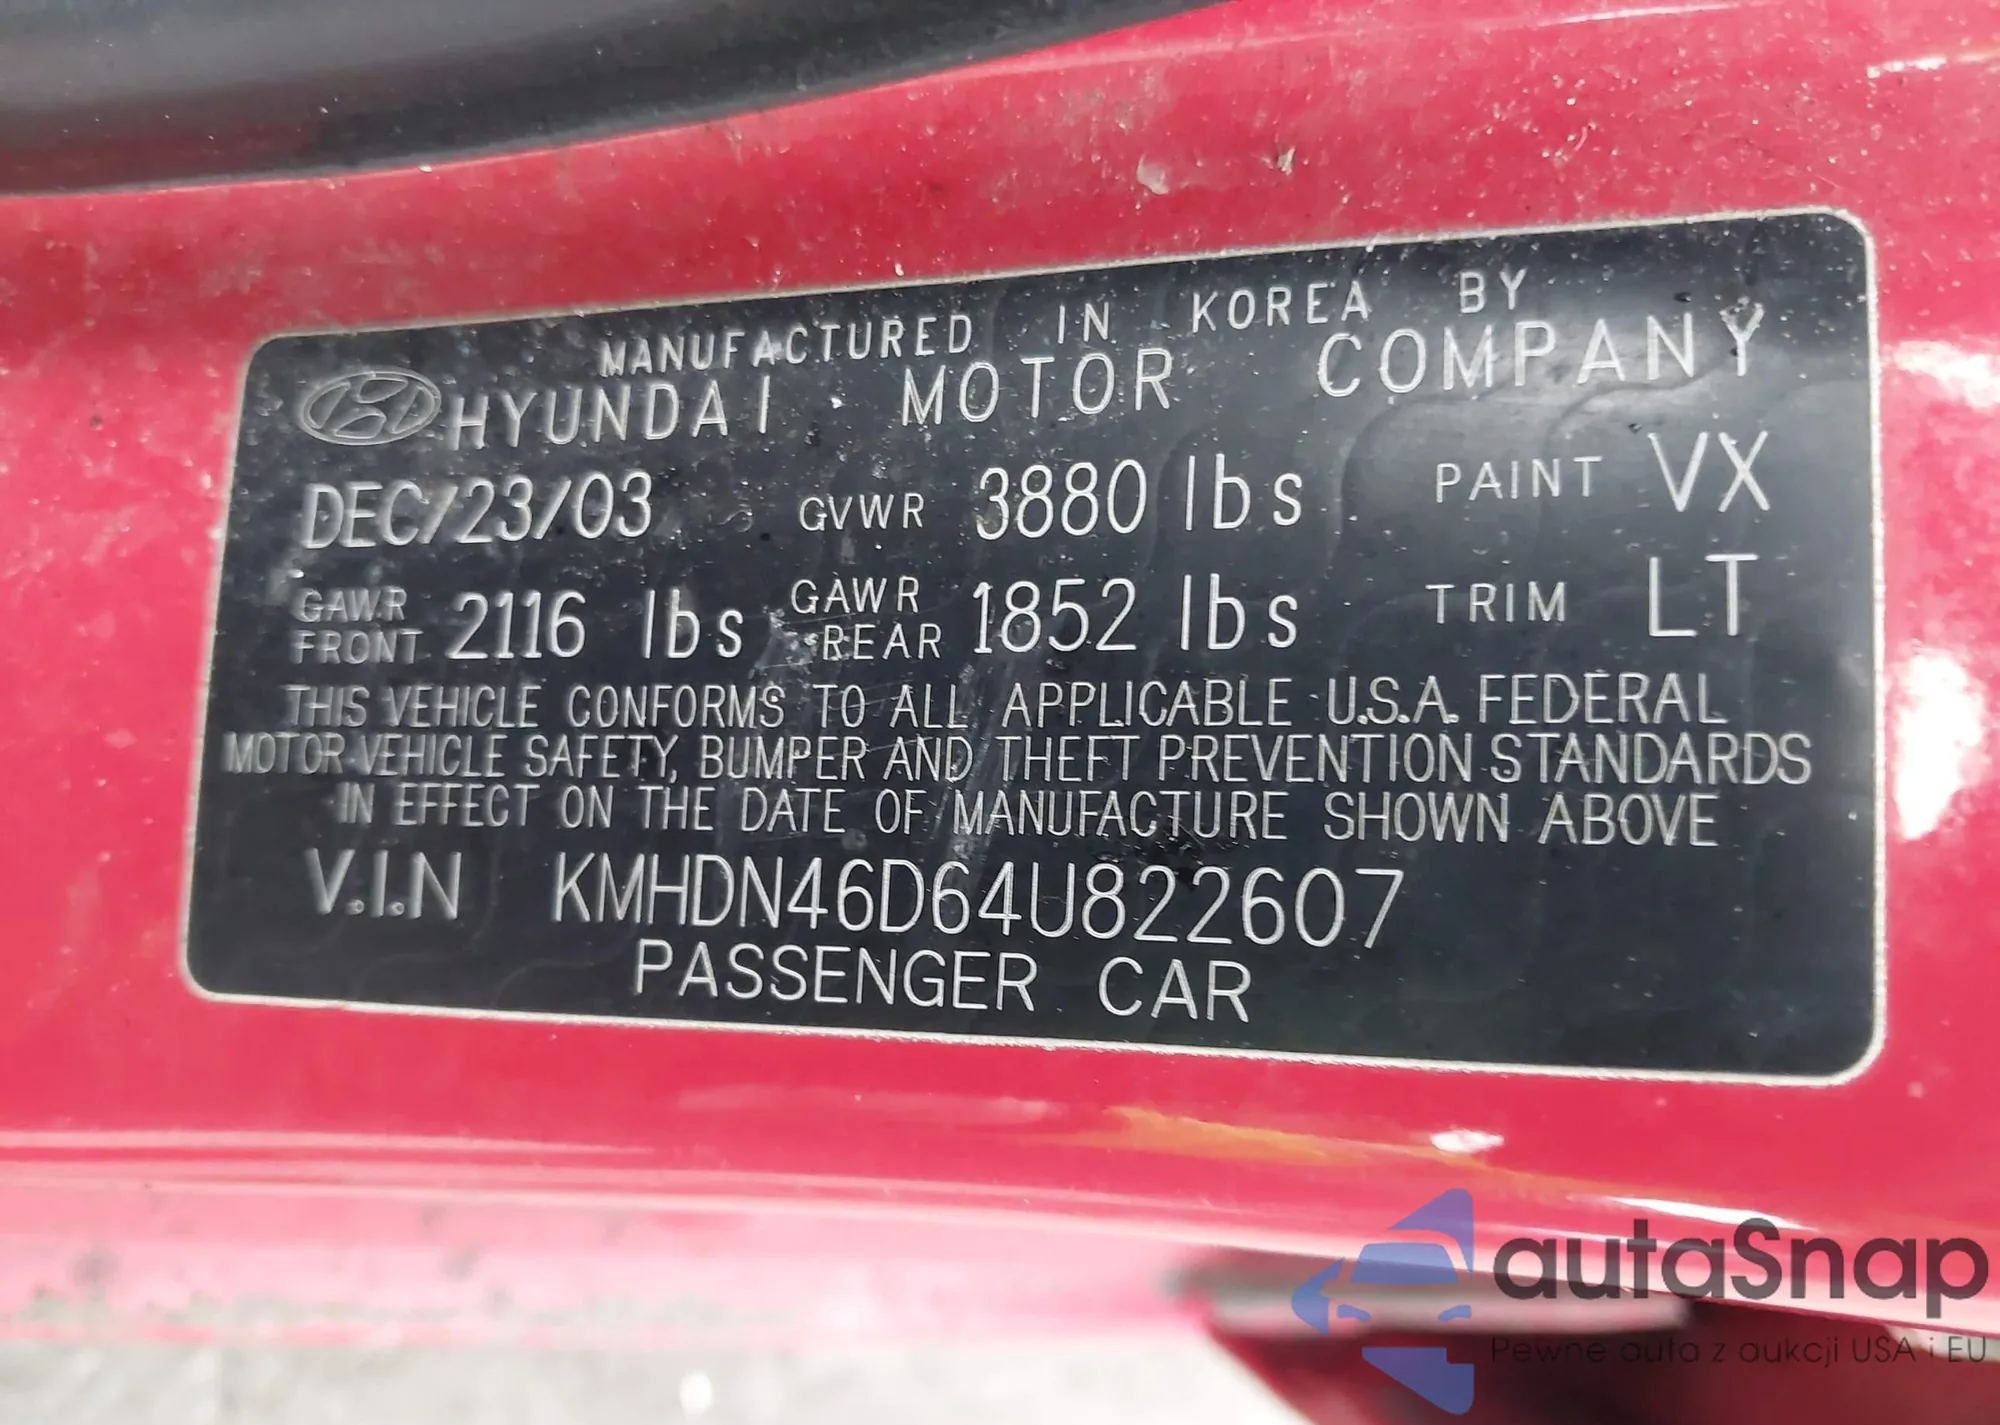 MANUFACTURED IN KOREA BY
HYUNDAI MOTOR COMPANY
DEC/23/03 GVWR 3880 lbs PAINT VX
GAWR FRONT 2116 lbs GAWR REAR 1852 lbs TRIM LT
THIS VEHICLE CONFORMS TO ALL APPLICABLE U.S.A. FEDERAL
MOTOR VEHICLE SAFETY, BUMPER AND THEFT PREVENTION STANDARDS
IN EFFECT ON THE DATE OF MANUFACTURE SHOWN ABOVE
V.I.N KMHDN46D64U822607
PASSENGER CAR
autaSnap
Pewne auta z aukcji USA i EU